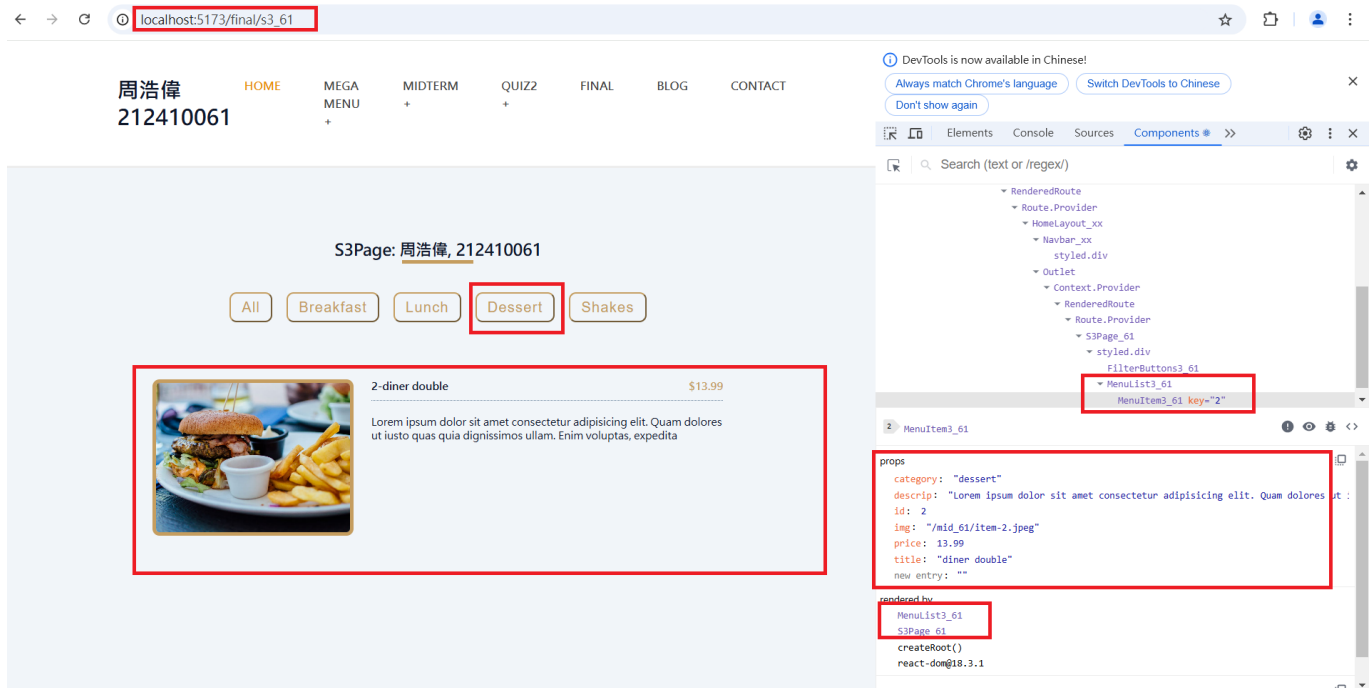 localhost:5173/final/s3_61
DevTools is now available in Chinese!
Always match Chrome's language
Switch DevTools to Chinese
Don't show again
周浩偉
212410061
HOME
MEGA
MENU
+
MIDTERM
+
QUIZ2
+
FINAL
BLOG
CONTACT
S3Page: 周浩偉, 212410061
All
Breakfast
Lunch
Dessert
Shakes
2-diner double
$13.99
Lorem ipsum dolor sit amet consectetur adipisicing elit. Quam dolores
ut iusto quas quia dignissimos ullam. Enim voluptas, expedita
Elements
Console
Sources
Components
Search (text or /regex/)
RenderedRoute
Route.Provider
HomeLayout_xx
Navbar_xx
styled.div
Outlet
Context.Provider
RenderedRoute
Route.Provider
S3Page_61
styled.div
FilterButtons3_61
MenuList3_61
MenuItem3_61 key="2"
2
MenuItem3_61
props
category: "dessert"
descrip: "Lorem ipsum dolor sit amet consectetur adipisicing elit. Quam dolores ut i
id: 2
img: "/mid_61/item-2.jpeg"
price: 13.99
title: "diner double"
new entry: ""
rendered by
MenuList3_61
S3Page_61
createRoot()
react-dom@18.3.1